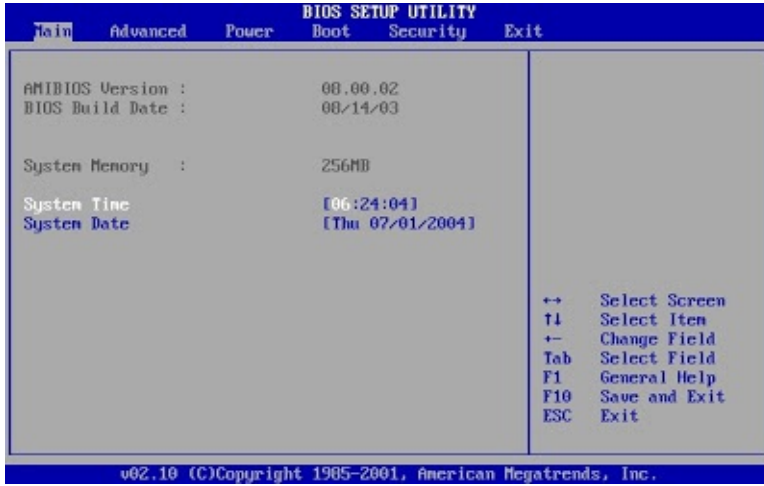 BIOS SETUP UTILITY
Main Advanced Power Boot Security Exit
AMIBIOS Version : 08.00.02
BIOS Build Date : 08/14/03
System Memory : 256MB
System Time [06:24:04]
System Date [Thu 07/01/2004]
↔ Select Screen
↑↓ Select Item
+- Change Field
Tab Select Field
F1 General Help
F10 Save and Exit
ESC Exit
v02.10 (C)Copyright 1985-2001, American Megatrends, Inc.